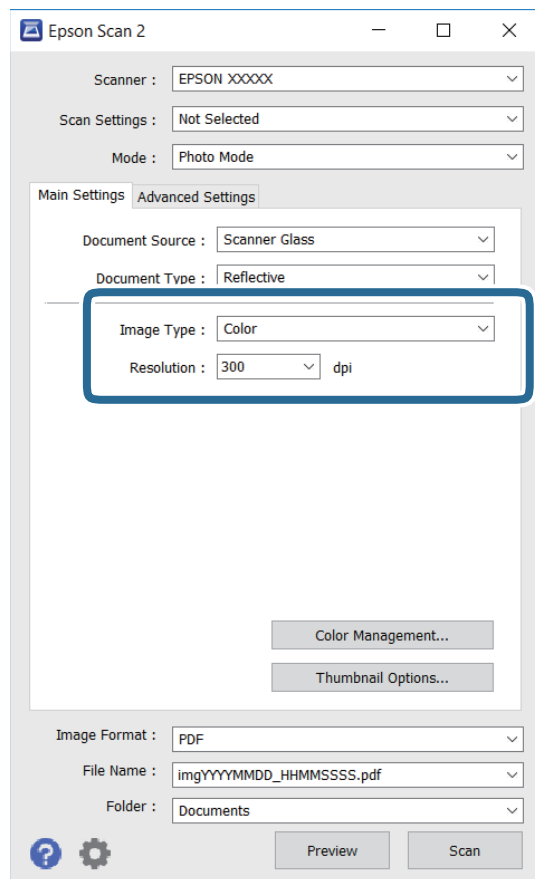 Epson Scan 2
Scanner : EPSON XXXXX
Scan Settings : Not Selected
Mode : Photo Mode
Main Settings Advanced Settings
Document Source : Scanner Glass
Document Type : Reflective
Image Type : Color
Resolution : 300 dpi
Color Management...
Thumbnail Options...
Image Format : PDF
File Name : imgYYYYMMDD_HHMMSSSS.pdf
Folder : Documents
? Preview Scan